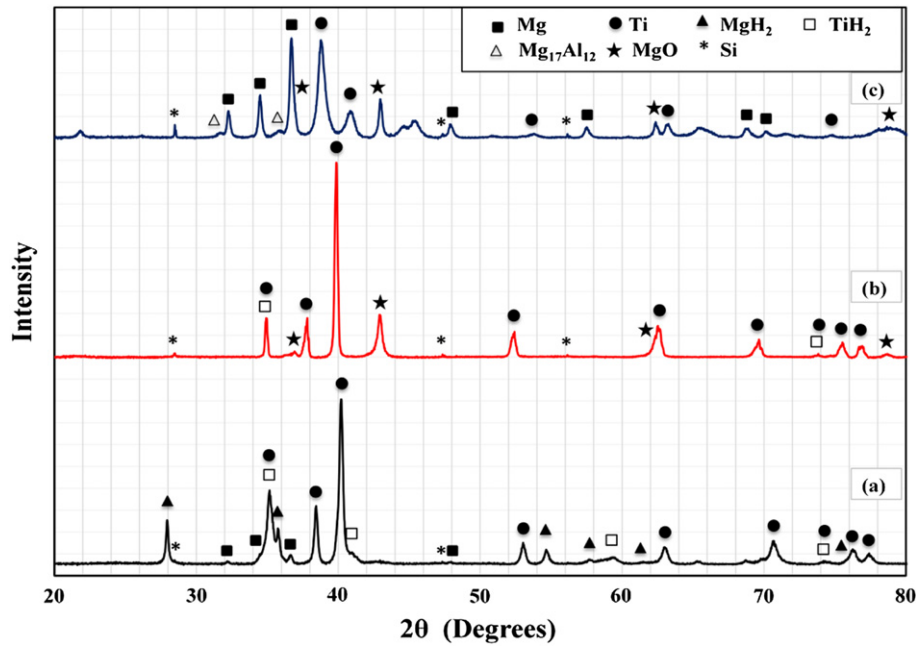 Mg Ti MgH₂ TiH₂
Mg₁₇Al₁₂ MgO * Si
(c)
* * *
(b)
* * *
(a)
* *
Intensity
20 30 40 50 60 70 80
2θ (Degrees)